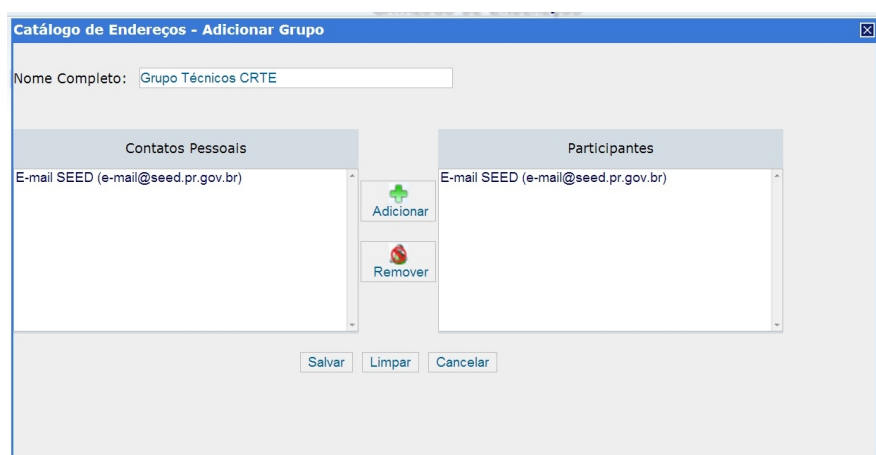 Catálogo de Endereços - Adicionar Grupo
Nome Completo: Grupo Técnicos CRTE
Contatos Pessoais
Participantes
E-mail SEED (e-mail@seed.pr.gov.br)
E-mail SEED (e-mail@seed.pr.gov.br)
Adicionar
Remover
Salvar Limpar Cancelar